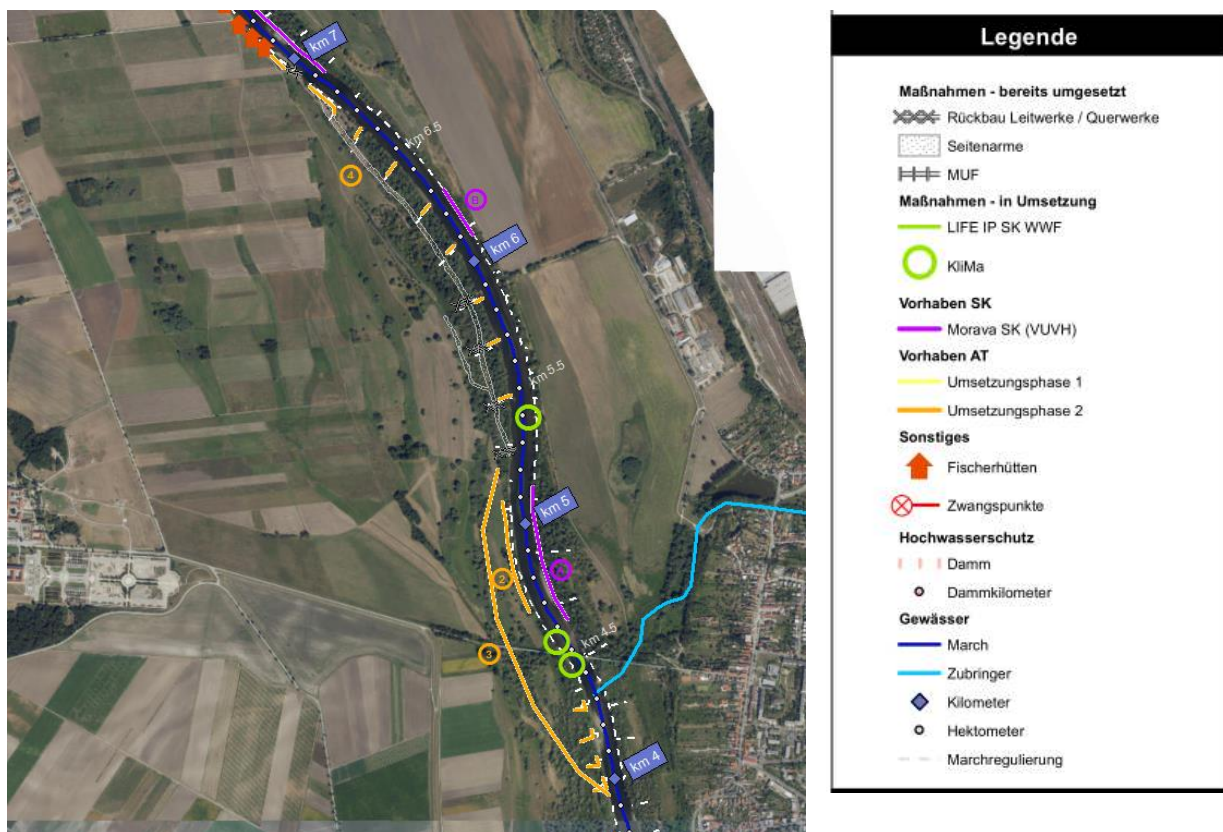 km 7
km 6.5
4
km 6
km 5.5
km 5
2
km 4.5
3
km 4
Legende
Maßnahmen - bereits umgesetzt
Rückbau Leitwerke / Querwerke
Seitenarme
MUF
Maßnahmen - in Umsetzung
LIFE IP SK WWF
KliMa
Vorhaben SK
Morava SK (VUVH)
Vorhaben AT
Umsetzungsphase 1
Umsetzungsphase 2
Sonstiges
Fischerhütten
Zwangspunkte
Hochwasserschutz
Damm
Dammkilometer
Gewässer
March
Zubringer
Kilometer
Hektometer
Marchregulierung